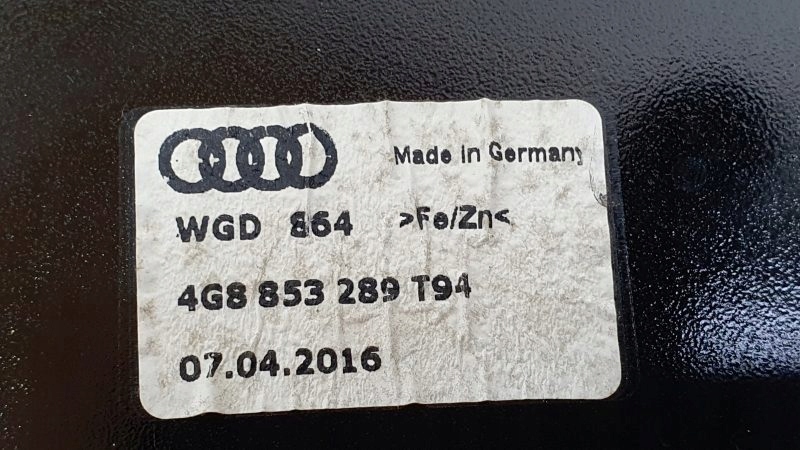 Made in Germany
WGD 864 >Fe/Zn<
4G8 853 289 T94
07.04.2016